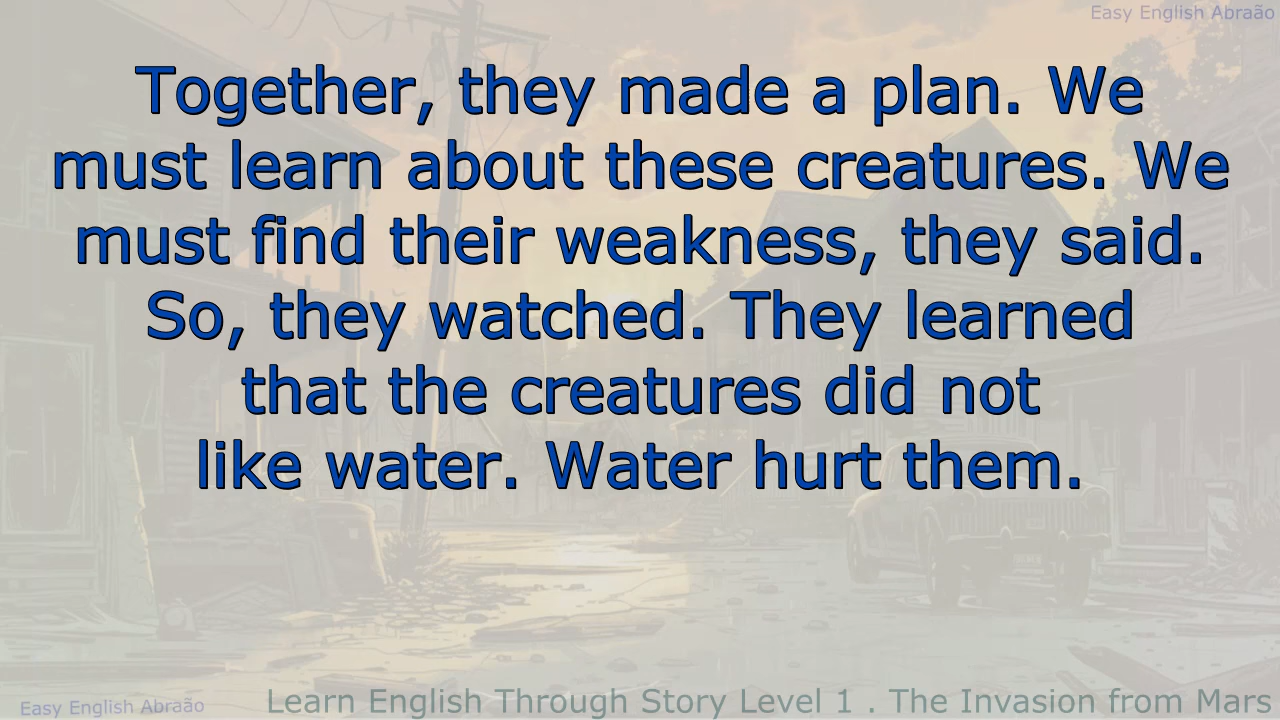 Easy English Abraão
Together, they made a plan. We
must learn about these creatures. We
must find their weakness, they said.
So, they watched. They learned
that the creatures did not
like water. Water hurt them.
Easy English Abraão
Learn English Through Story Level 1 . The Invasion from Mars